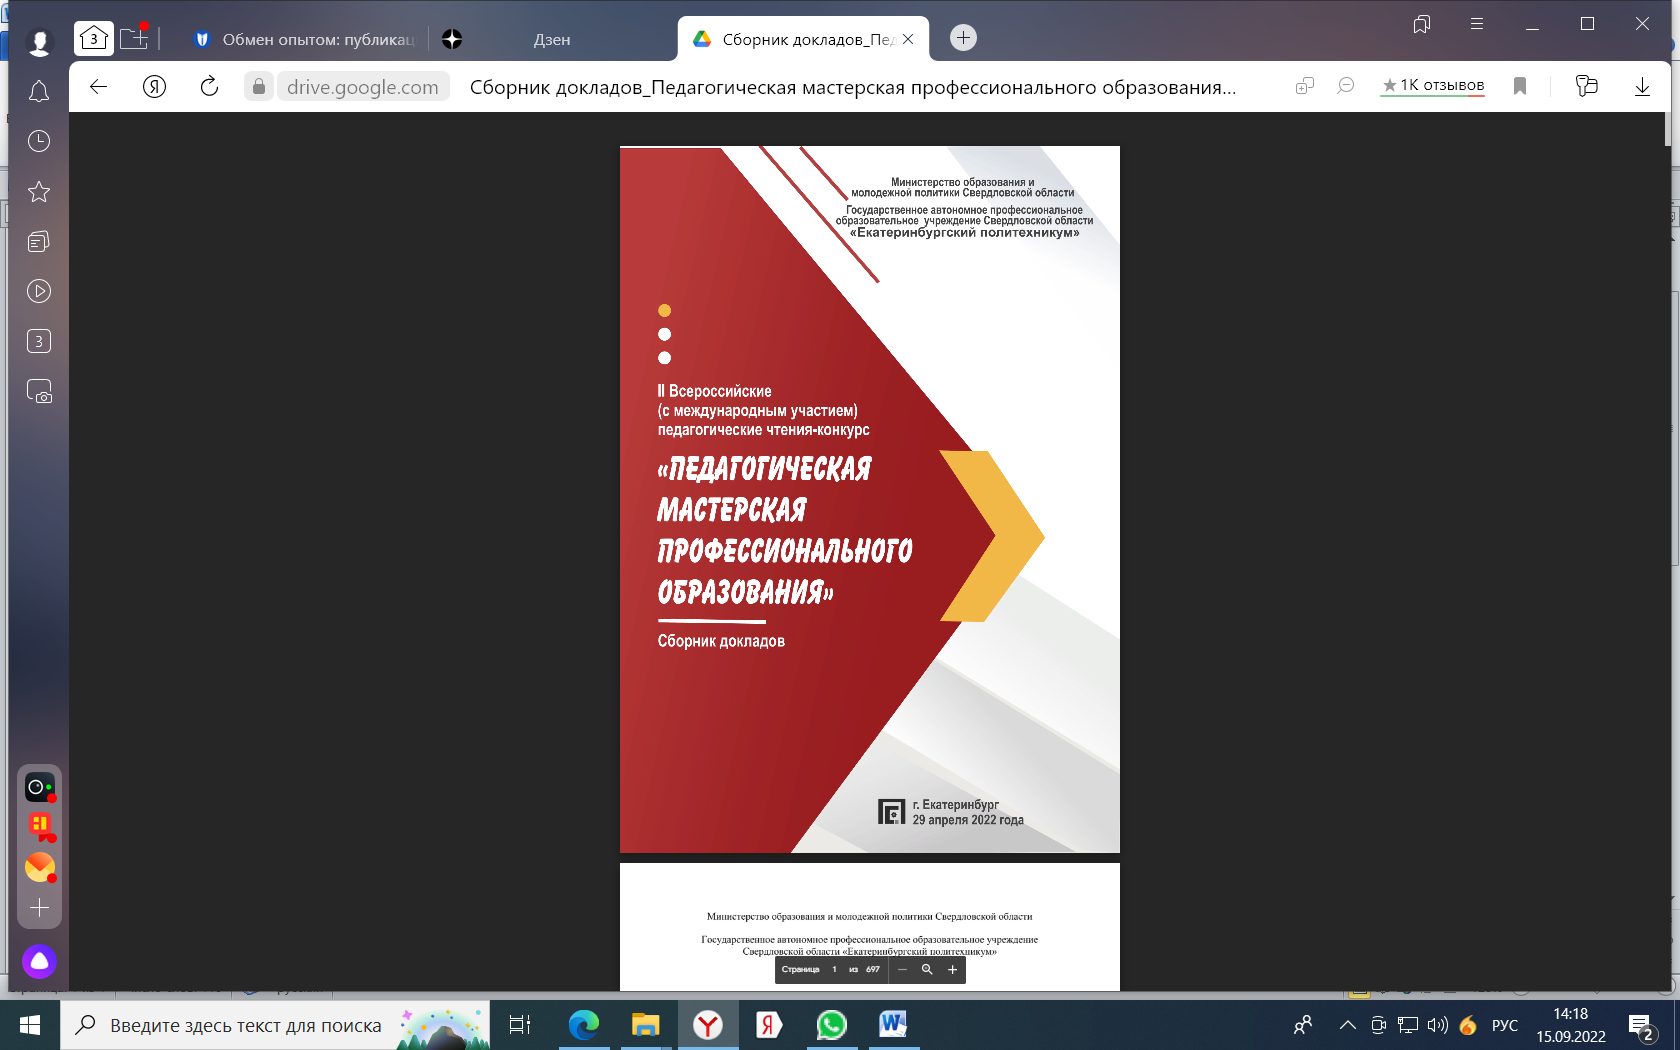 3
Обмен опытом: публикац
Дзен
Сборник докладов_Пед
drive.google.com
Сборник докладов_Педагогическая мастерская профессионального образования...
★ 1К отзывов
3
Министерство образования и
молодежной политики Свердловской области
Государственное автономное профессиональное
образовательное учреждение Свердловской области
«Екатеринбургский политехникум»
II Всероссийские
(с международным участием)
педагогические чтения-конкурс
«ПЕДАГОГИЧЕСКАЯ
МАСТЕРСКАЯ
ПРОФЕССИОНАЛЬНОГО
ОБРАЗОВАНИЯ»
Сборник докладов
г. Екатеринбург
29 апреля 2022 года
Министерство образования и молодежной политики Свердловской области
Государственное автономное профессиональное образовательное учреждение
Свердловской области «Екатеринбургский политехникум»
Страница 1 из 697
Введите здесь текст для поиска
РУС
14:18
15.09.2022
2